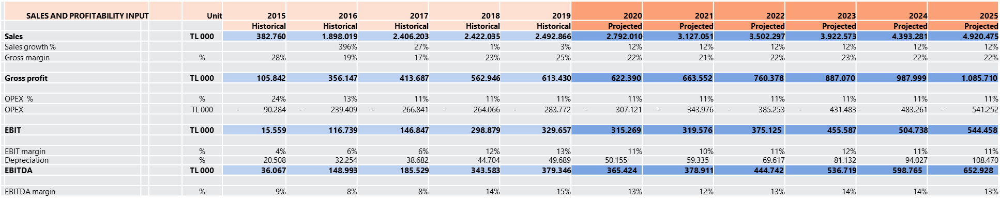 SALES AND PROFITABILITY INPUT Unit 2015 2016 2017 2018 2019 2020 2021 2022 2023 2024 2025
Historical Historical Historical Historical Historical Projected Projected Projected Projected Projected Projected
Sales TL 000 382.760 1.898.019 2.406.203 2.422.035 2.492.866 2.792.010 3.127.051 3.502.297 3.922.573 4.393.281 4.920.475
Sales growth % 396% 27% 1% 3% 12% 12% 12% 12% 12% 12%
Gross margin % 28% 19% 17% 23% 25% 22% 21% 22% 23% 22% 22%
Gross profit TL 000 105.842 356.147 413.687 562.946 613.430 622.390 663.552 760.378 887.070 987.999 1.085.710
OPEX % % 24% 13% 11% 11% 11% 11% 11% 11% 11% 11% 11%
OPEX TL 000 - 90.284 - 239.409 - 266.841 - 264.066 - 283.772 - 307.121 - 343.976 - 385.253 - 431.483 - 483.261 - 541.252
EBIT TL 000 15.559 116.739 146.847 298.879 329.657 315.269 319.576 375.125 455.587 504.738 544.458
EBIT margin % 4% 6% 6% 12% 13% 11% 10% 11% 12% 11% 11%
Depreciation % 20.508 32.254 38.682 44.704 49.689 50.155 59.335 69.617 81.132 94.027 108.470
EBITDA TL 000 36.067 148.993 185.529 343.583 379.346 365.424 378.911 444.742 536.719 598.765 652.928
EBITDA margin % 9% 8% 8% 14% 15% 13% 12% 13% 14% 14% 13%